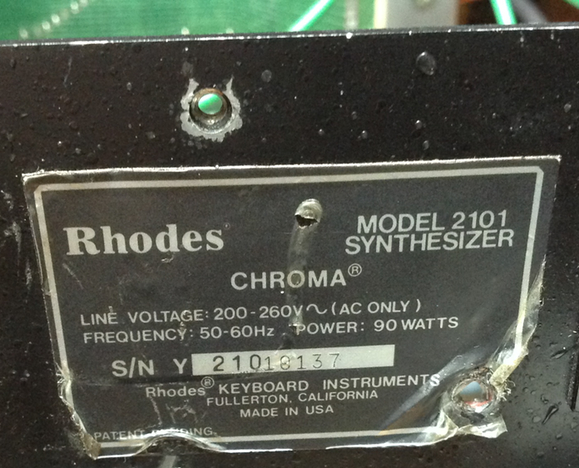 Rhodes
MODEL 2101
SYNTHESIZER
CHROMA®
LINE VOLTAGE: 200-260V∿(AC ONLY)
FREQUENCY: 50-60Hz POWER: 90 WATTS
S/N Y 21010137
Rhodes® KEYBOARD INSTRUMENTS
FULLERTON, CALIFORNIA
MADE IN USA
PATENT PENDING.